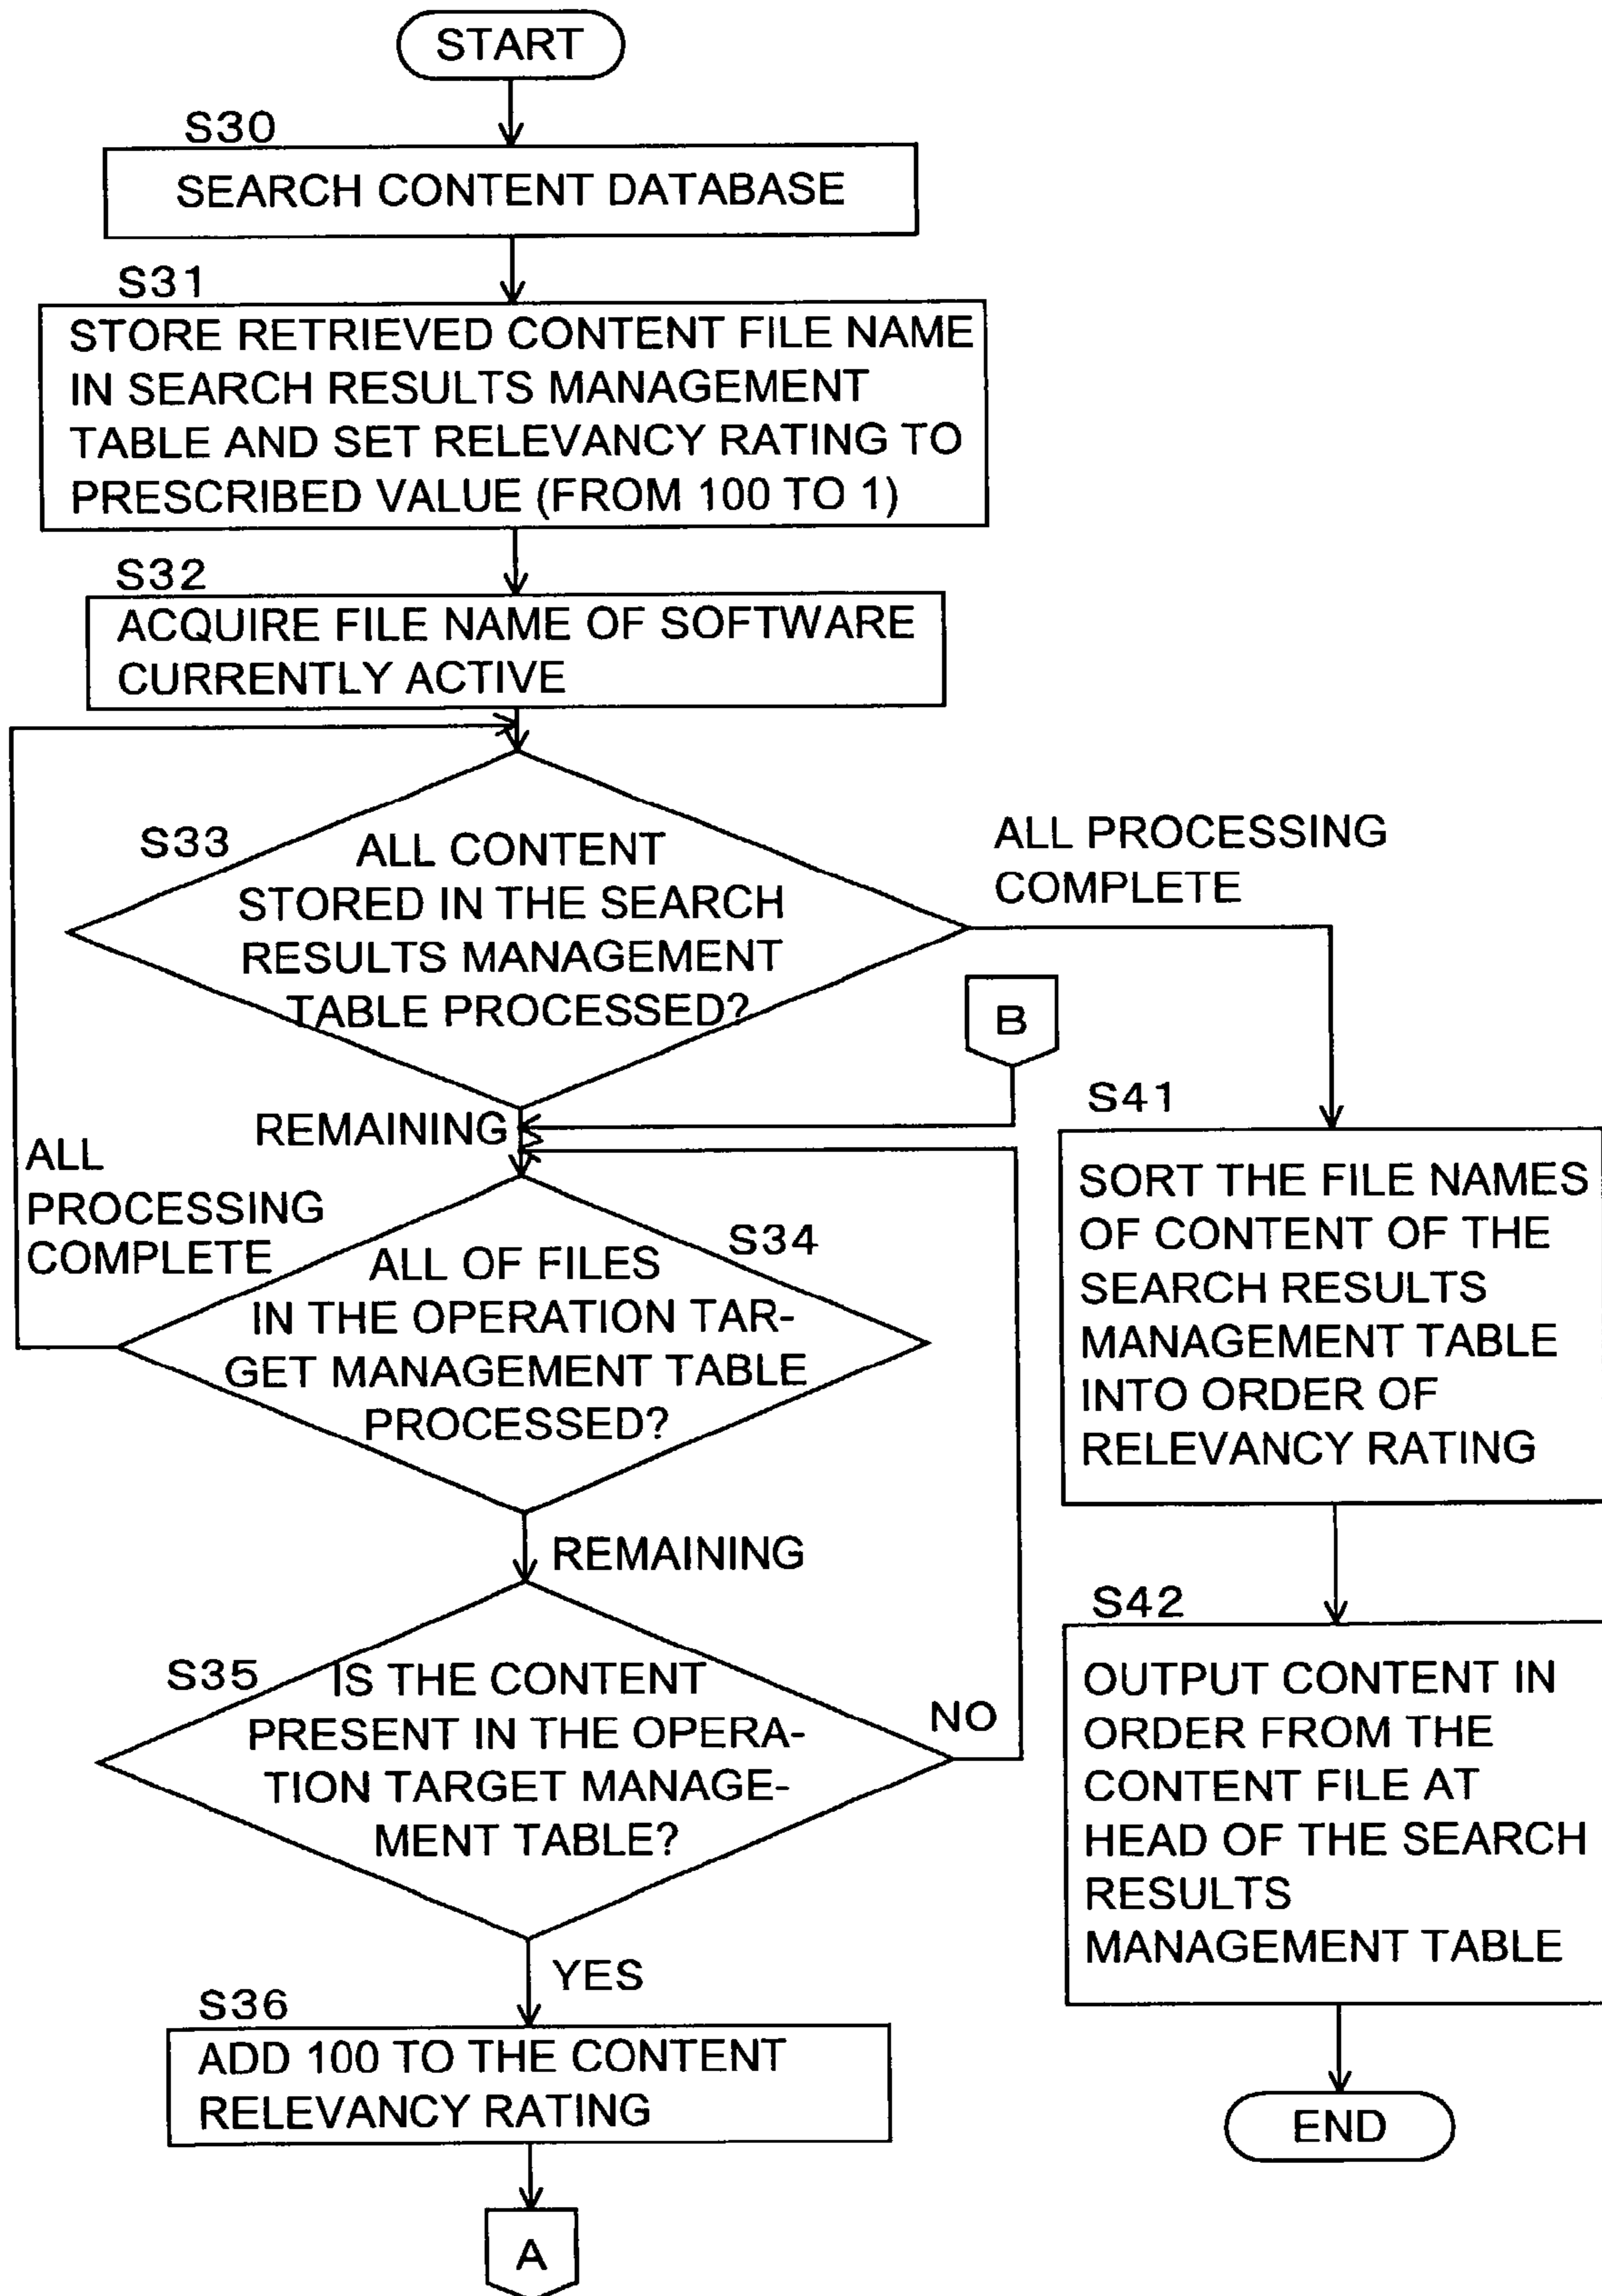 START
S30
SEARCH CONTENT DATABASE
S31
STORE RETRIEVED CONTENT FILE NAME
IN SEARCH RESULTS MANAGEMENT
TABLE AND SET RELEVANCY RATING TO
PRESCRIBED VALUE (FROM 100 TO 1)
S32
ACQUIRE FILE NAME OF SOFTWARE
CURRENTLY ACTIVE
S33
ALL CONTENT
STORED IN THE SEARCH
RESULTS MANAGEMENT
TABLE PROCESSED?
ALL PROCESSING
COMPLETE
B
REMAINING
ALL
PROCESSING
COMPLETE
S34
ALL OF FILES
IN THE OPERATION TAR-
GET MANAGEMENT TABLE
PROCESSED?
REMAINING
S35
IS THE CONTENT
PRESENT IN THE OPERA-
TION TARGET MANAGE-
MENT TABLE?
NO
YES
S36
ADD 100 TO THE CONTENT
RELEVANCY RATING
A
S41
SORT THE FILE NAMES
OF CONTENT OF THE
SEARCH RESULTS
MANAGEMENT TABLE
INTO ORDER OF
RELEVANCY RATING
S42
OUTPUT CONTENT IN
ORDER FROM THE
CONTENT FILE AT
HEAD OF THE SEARCH
RESULTS
MANAGEMENT TABLE
END